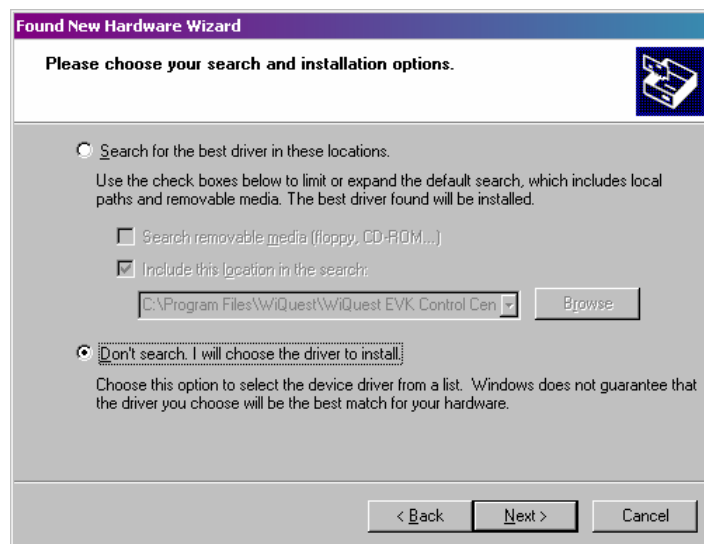 Found New Hardware Wizard
Please choose your search and installation options.
Search for the best driver in these locations.
Use the check boxes below to limit or expand the default search, which includes local
paths and removable media. The best driver found will be installed.
Search removable media (floppy, CD-ROM...)
Include this location in the search:
C:\Program Files\WiQuest\WiQuest EVK Control Cen
Browse
Don't search. I will choose the driver to install.
Choose this option to select the device driver from a list. Windows does not guarantee that
the driver you choose will be the best match for your hardware.
< Back
Next >
Cancel